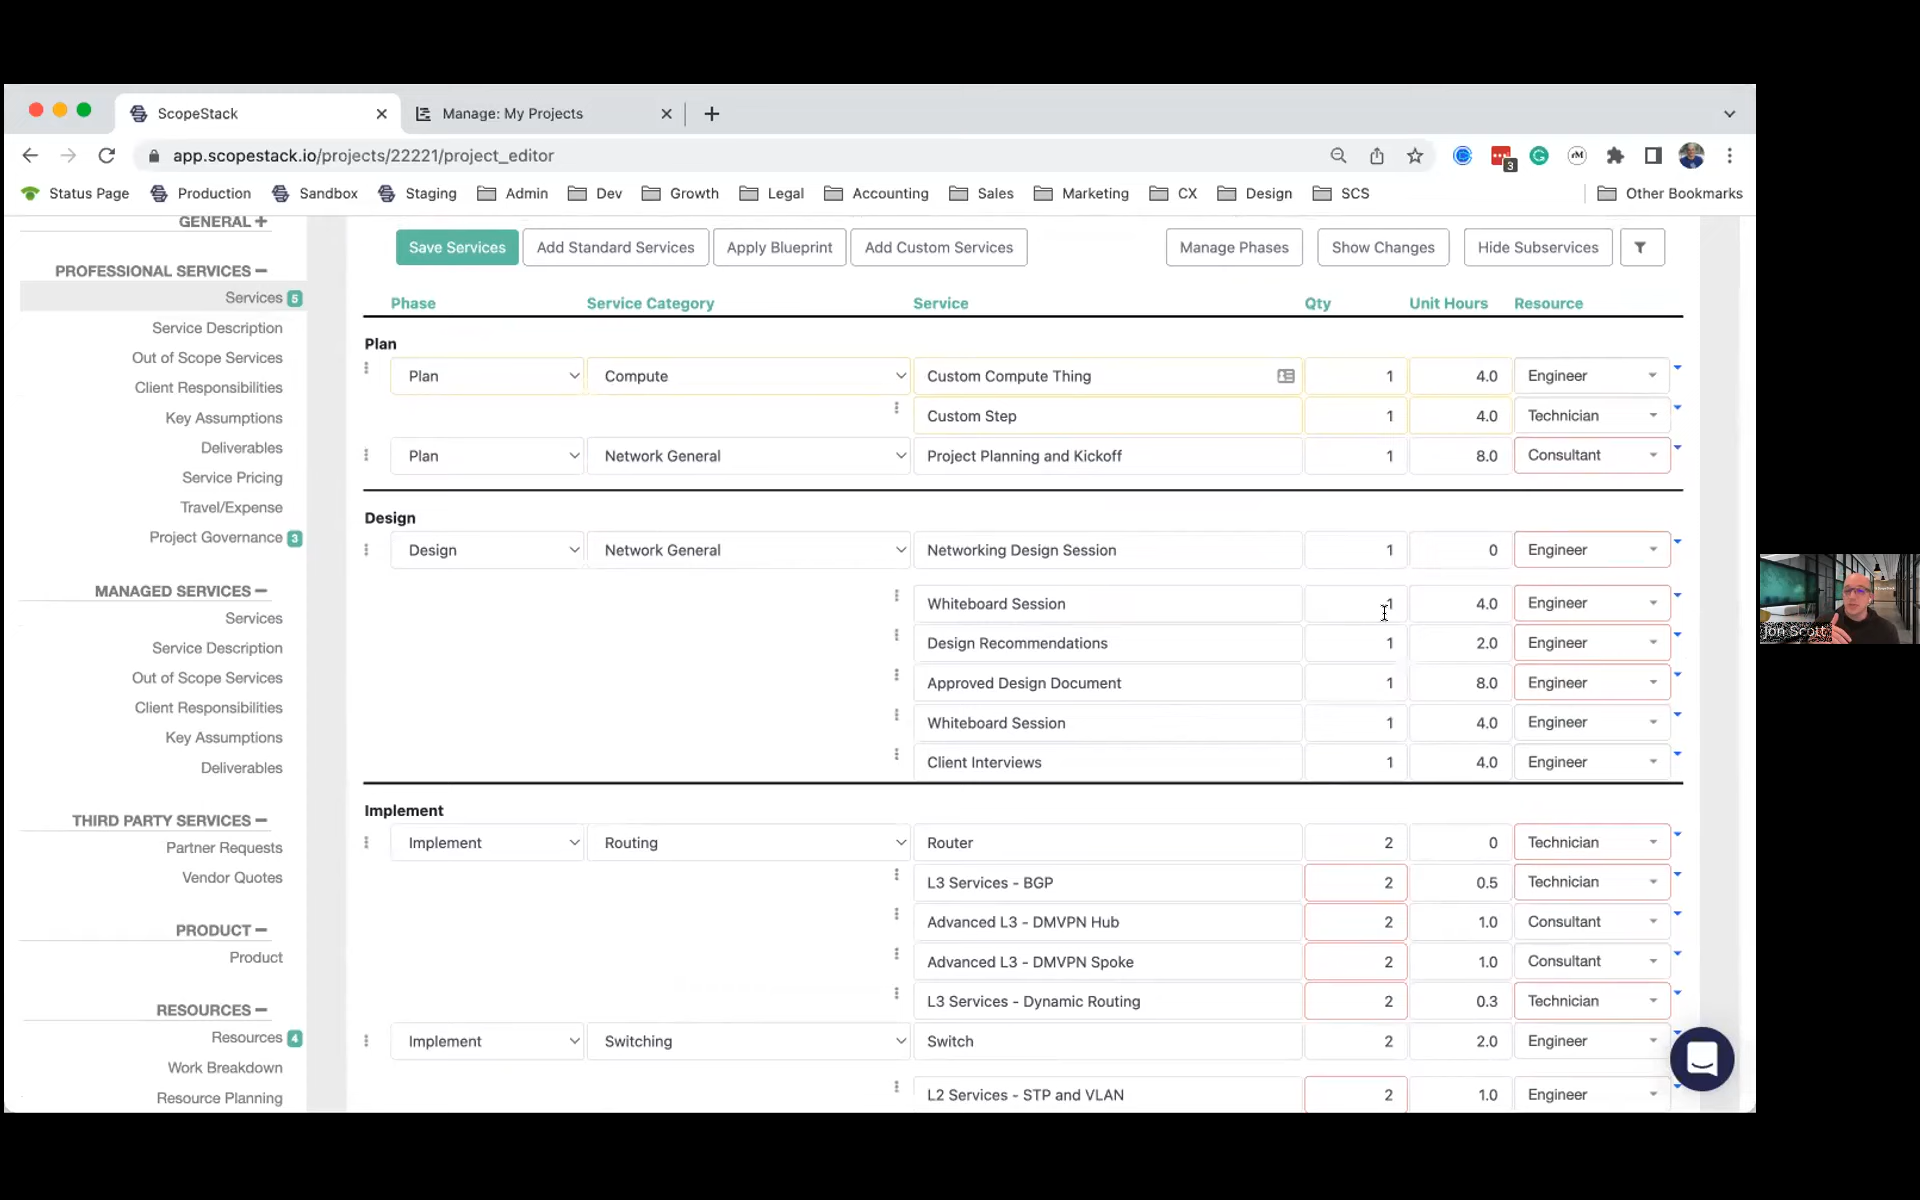 ScopeStack
Manage: My Projects
app.scopestack.io/projects/22221/project_editor
3
Status Page Production Sandbox Staging Admin Dev Growth Legal Accounting Sales Marketing CX Design SCS Other Bookmarks
GENERAL
PROFESSIONAL SERVICES
Services 5
Service Description
Out of Scope Services
Client Responsibilities
Key Assumptions
Deliverables
Service Pricing
Travel/Expense
Project Governance 3
MANAGED SERVICES
Services
Service Description
Out of Scope Services
Client Responsibilities
Key Assumptions
Deliverables
THIRD PARTY SERVICES
Partner Requests
Vendor Quotes
PRODUCT
Product
RESOURCES
Resources 4
Work Breakdown
Resource Planning
Save Services Add Standard Services Apply Blueprint Add Custom Services Manage Phases Show Changes Hide Subservices
Phase Service Category Service Qty Unit Hours Resource
Plan
Plan Compute Custom Compute Thing 1 4.0 Engineer
Custom Step 1 4.0 Technician
Plan Network General Project Planning and Kickoff 1 8.0 Consultant
Design
Design Network General Networking Design Session 1 0 Engineer
Whiteboard Session 1 4.0 Engineer
Design Recommendations 1 2.0 Engineer
Approved Design Document 1 8.0 Engineer
Whiteboard Session 1 4.0 Engineer
Client Interviews 1 4.0 Engineer
Implement
Implement Routing Router 2 0 Technician
L3 Services - BGP 2 0.5 Technician
Advanced L3 - DMVPN Hub 2 1.0 Consultant
Advanced L3 - DMVPN Spoke 2 1.0 Consultant
L3 Services - Dynamic Routing 2 0.3 Technician
Implement Switching Switch 2 2.0 Engineer
L2 Services - STP and VLAN 2 1.0 Engineer
Jon Scott